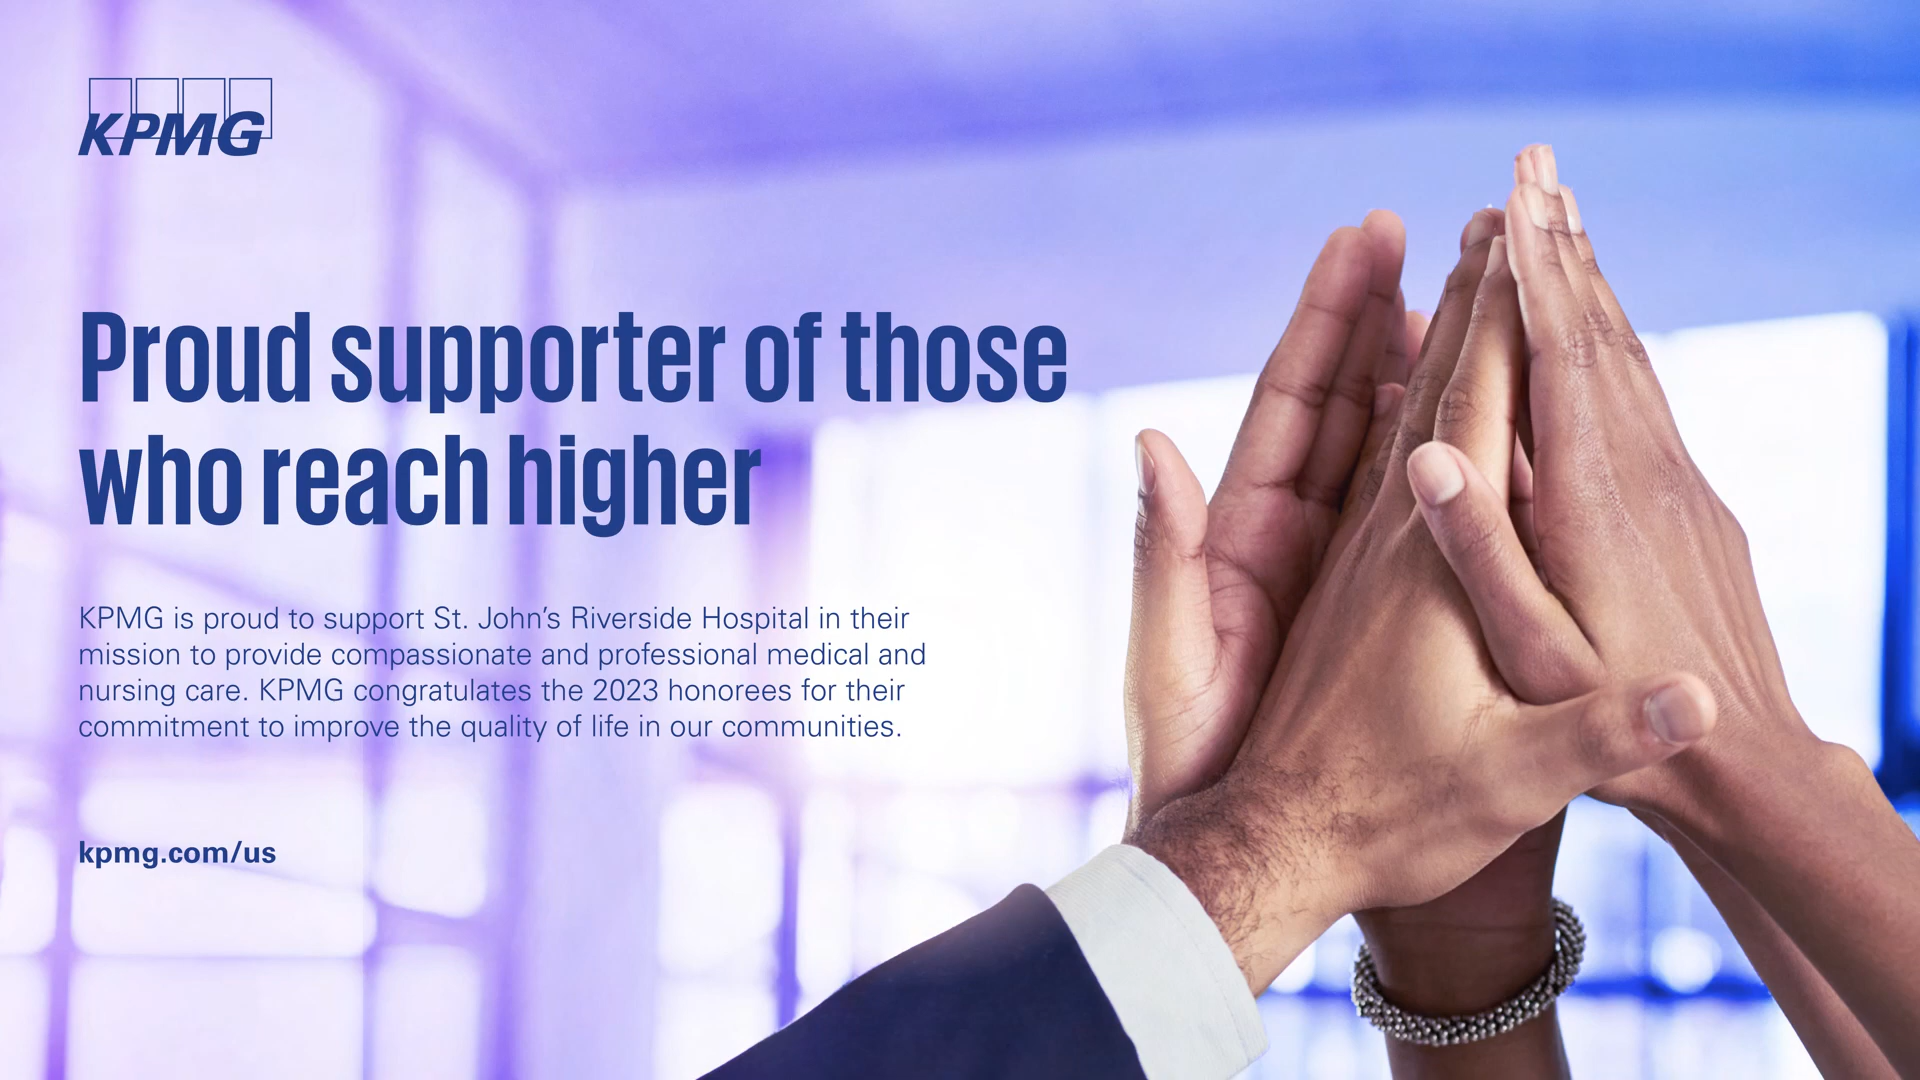 KPMG
Proud supporter of those
who reach higher
KPMG is proud to support St. John’s Riverside Hospital in their
mission to provide compassionate and professional medical and
nursing care. KPMG congratulates the 2023 honorees for their
commitment to improve the quality of life in our communities.
kpmg.com/us